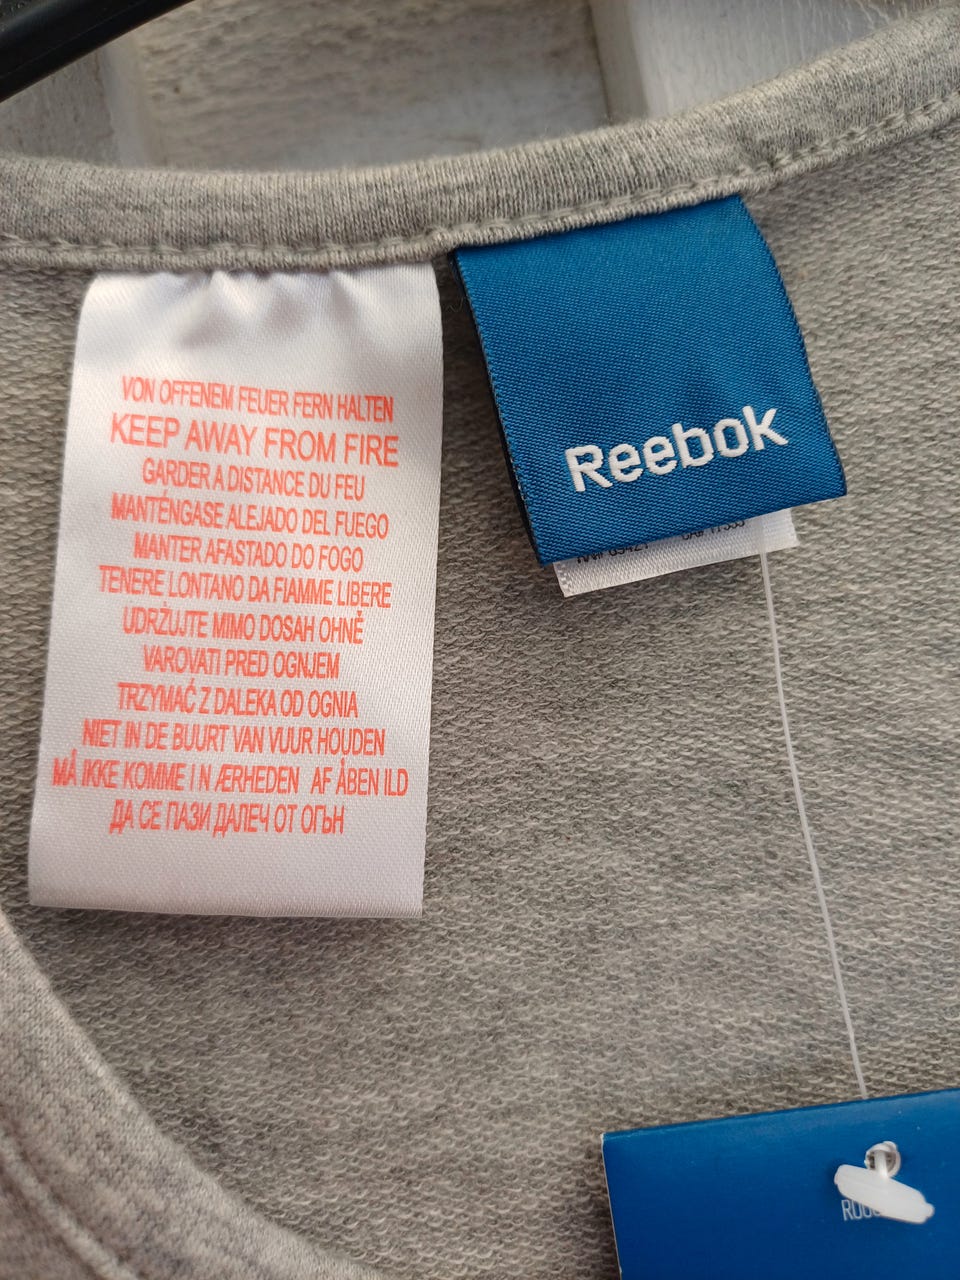 VON OFFENEM FEUER FERN HALTEN
KEEP AWAY FROM FIRE
GARDER A DISTANCE DU FEU
MANTÉNGASE ALEJADO DEL FUEGO
MANTER AFASTADO DO FOGO
TENERE LONTANO DA FIAMME LIBERE
UDRŽUJTE MIMO DOSAH OHNĚ
VAROVATI PRED OGNJEM
TRZYMAĆ Z DALEKA OD OGNIA
NIET IN DE BUURT VAN VUUR HOUDEN
MÅ IKKE KOMME I N ÆRHEDEN AF ÅBEN ILD
ДА СЕ ПАЗИ ДАЛЕЧ ОТ ОГЪН
Reebok